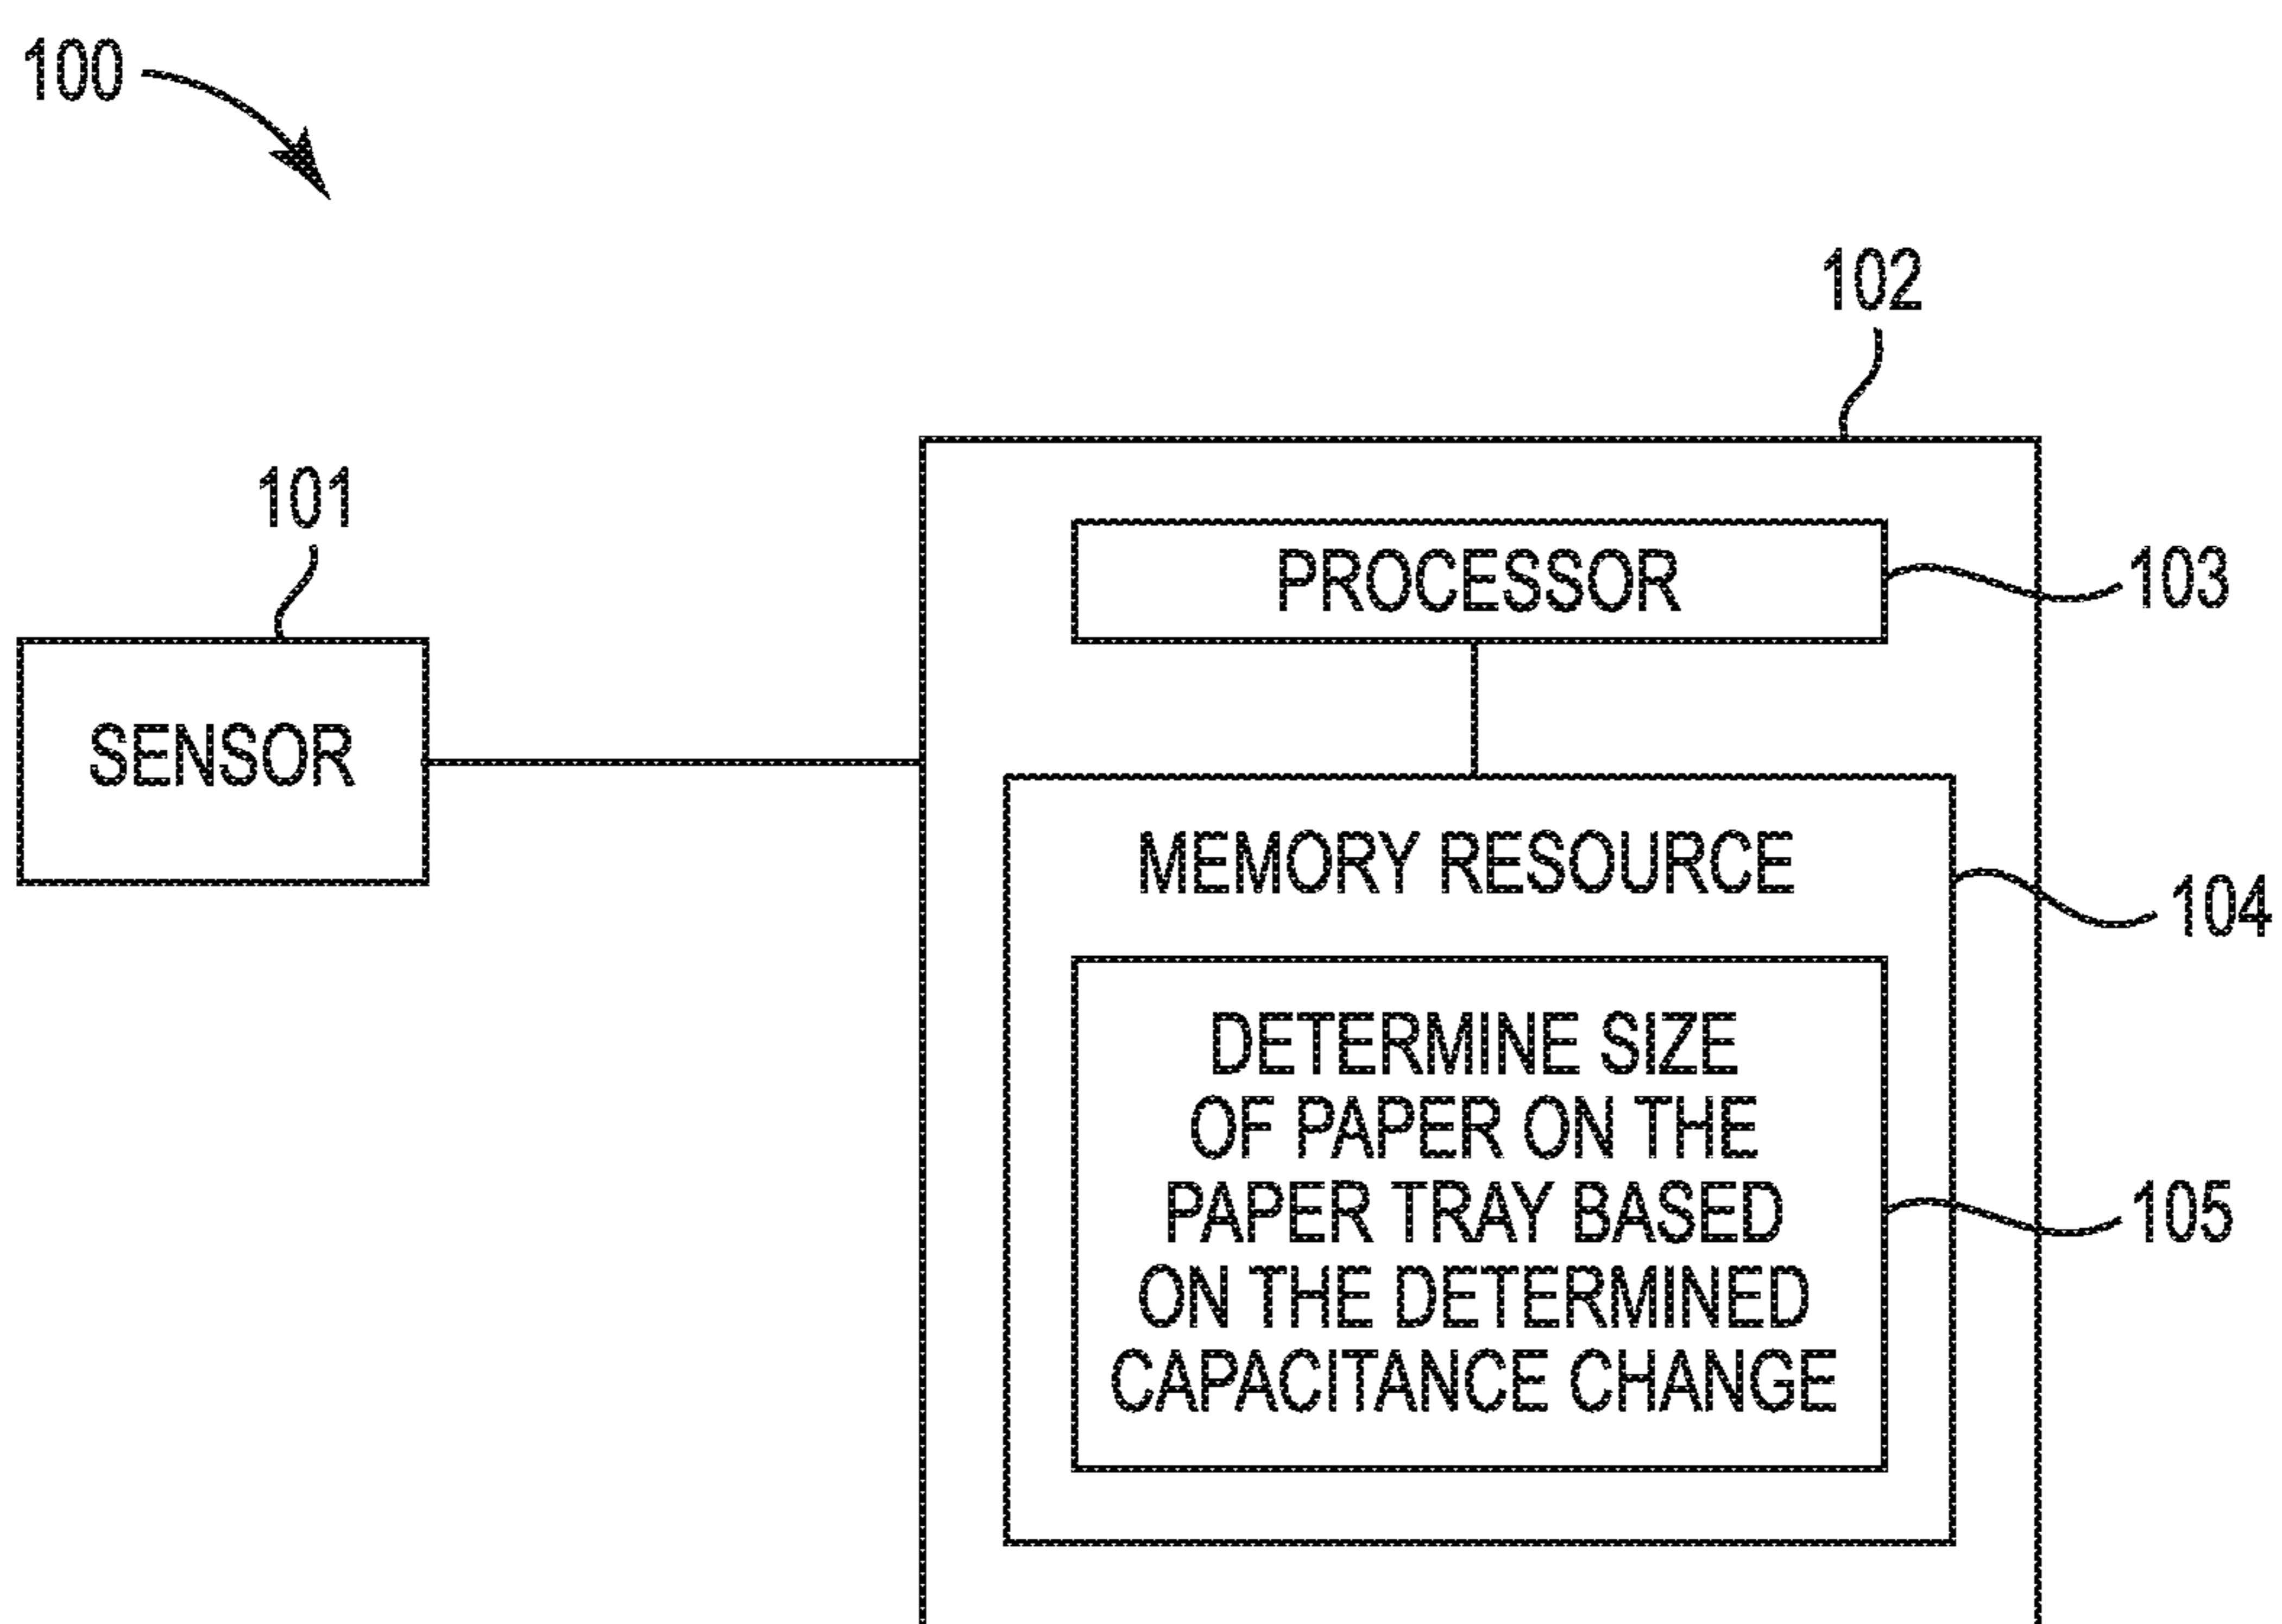 100
102
101
PROCESSOR
103
SENSOR
MEMORY RESOURCE
104
DETERMINE SIZE
OF PAPER ON THE
PAPER TRAY BASED
105
ON THE DETERMINED
CAPACITANCE CHANGE